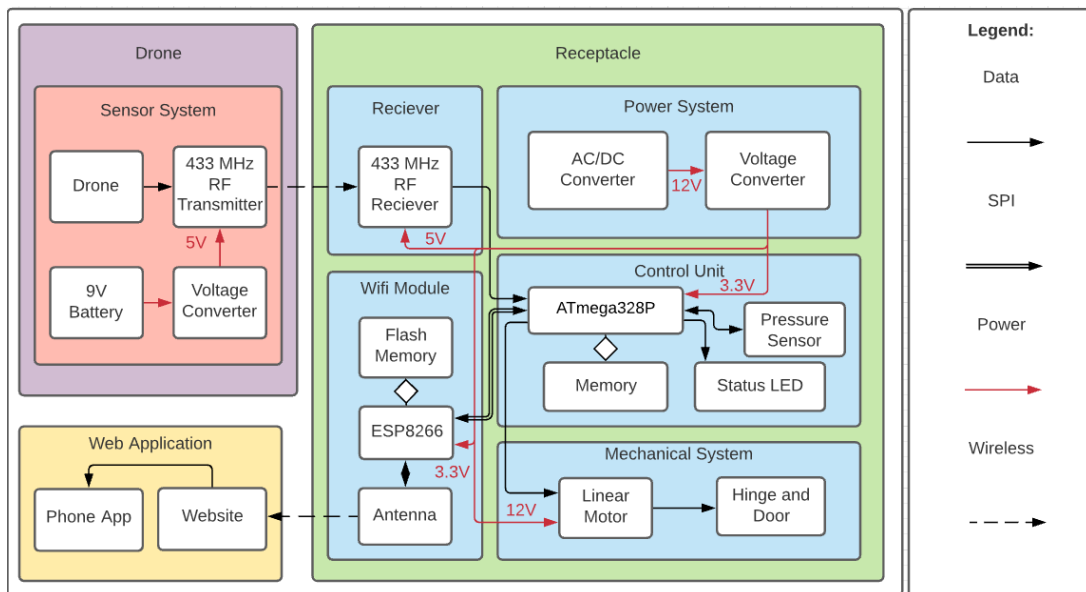 Drone
Sensor System
Drone
433 MHz
RF
Transmitter
5V
9V
Battery
Voltage
Converter
Receptacle
Reciever
433 MHz
RF
Reciever
5V
Power System
AC/DC
Converter
12V
Voltage
Converter
Wifi Module
Flash
Memory
ESP8266
3.3V
Antenna
Control Unit
3.3V
ATmega328P
Pressure
Sensor
Memory
Status LED
Mechanical System
12V
Linear
Motor
Hinge and
Door
Web Application
Phone App
Website
Legend:
Data
SPI
Power
Wireless